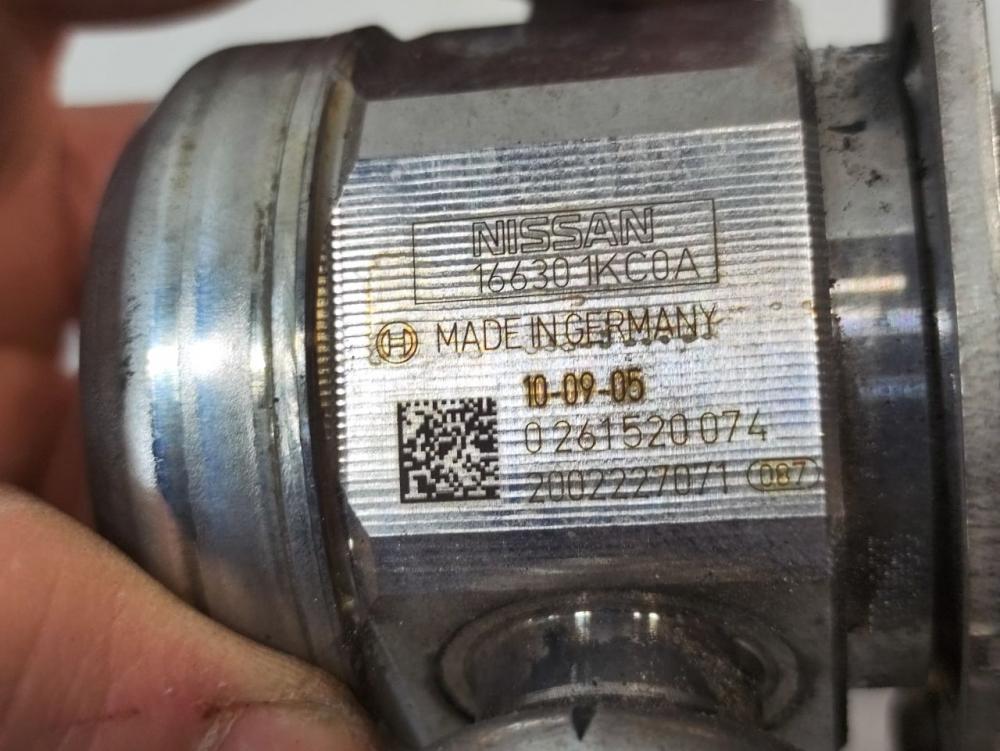 NISSAN
16630 1KC0A
MADE IN GERMANY
10-09-05
0 261 520 074
2002227071 087